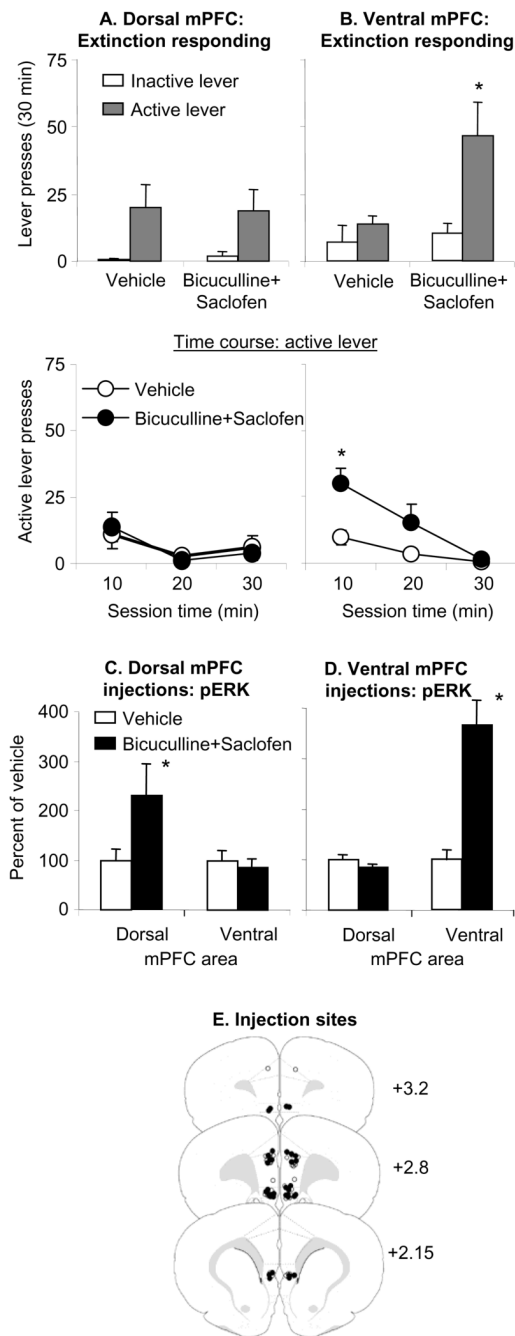 A. Dorsal mPFC:
Extinction responding
B. Ventral mPFC:
Extinction responding
Lever presses (30 min)
75
50
25
0
Inactive lever
Active lever
*
Vehicle
Bicuculline+
Saclofen
Vehicle
Bicuculline+
Saclofen
Time course: active lever
Active lever presses
75
50
25
0
Vehicle
Bicuculline+Saclofen
*
10 20 30
10 20 30
Session time (min)
Session time (min)
C. Dorsal mPFC
injections: pERK
D. Ventral mPFC
injections: pERK
Percent of vehicle
400
300
200
100
0
Vehicle
Bicuculline+Saclofen
*
*
Dorsal Ventral
Dorsal Ventral
mPFC area
mPFC area
E. Injection sites
+3.2
+2.8
+2.15